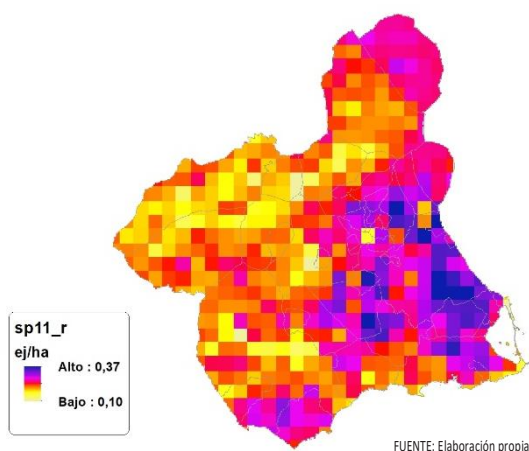 sp11_r
ej/ha
Alto : 0,37
Bajo : 0,10
FUENTE: Elaboración propia